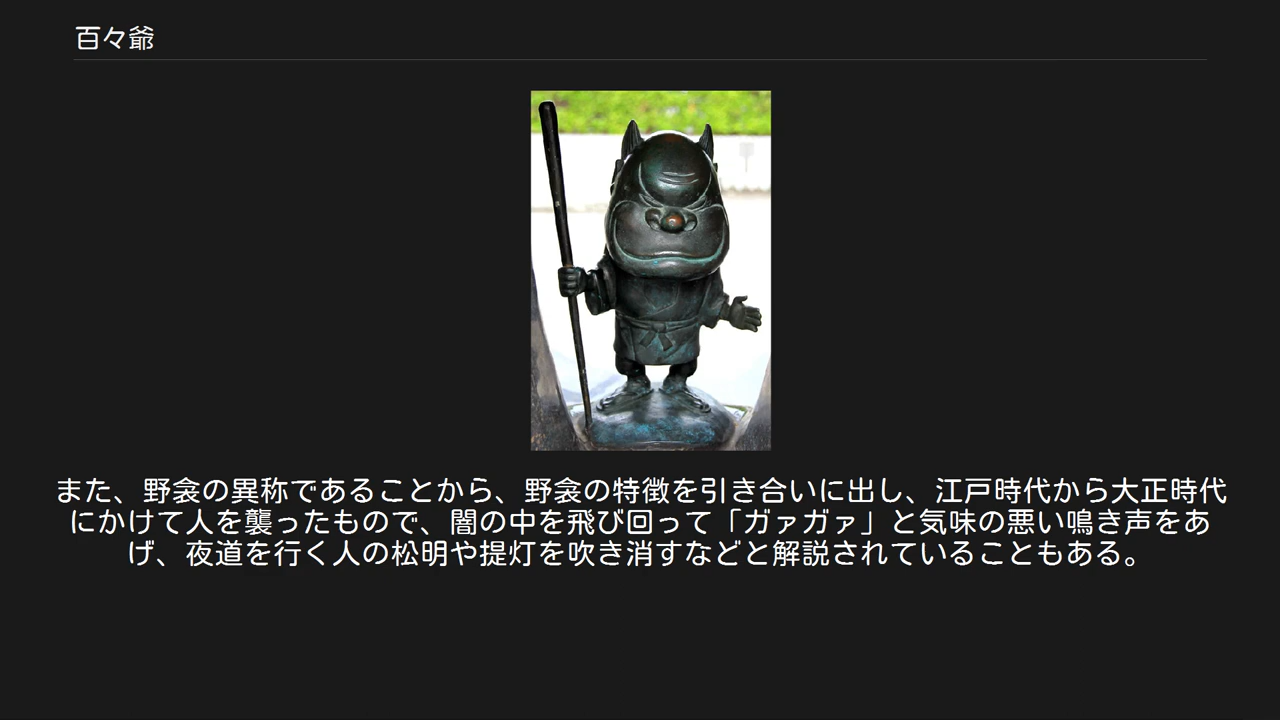 百々爺
また、野衾の異称であることから、野衾の特徴を引き合いに出し、江戸時代から大正時代
にかけて人を襲ったもので、闇の中を飛び回って「ガァガァ」と気味の悪い鳴き声をあ
げ、夜道を行く人の松明や提灯を吹き消すなどと解説されていることもある。